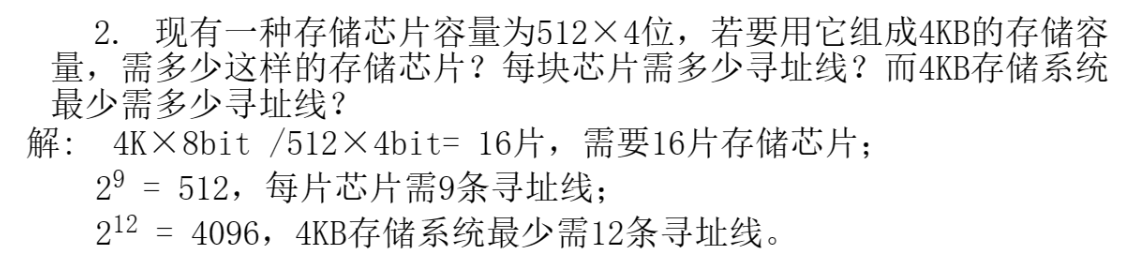 2. 现有一种存储芯片容量为512×4位，若要用它组成4KB的存储容
量，需多少这样的存储芯片？每块芯片需多少寻址线？而4KB存储系统
最少需多少寻址线？
解： 4K×8bit /512×4bit= 16片，需要16片存储芯片；
2⁹ = 512，每片芯片需9条寻址线；
2¹² = 4096，4KB存储系统最少需12条寻址线。